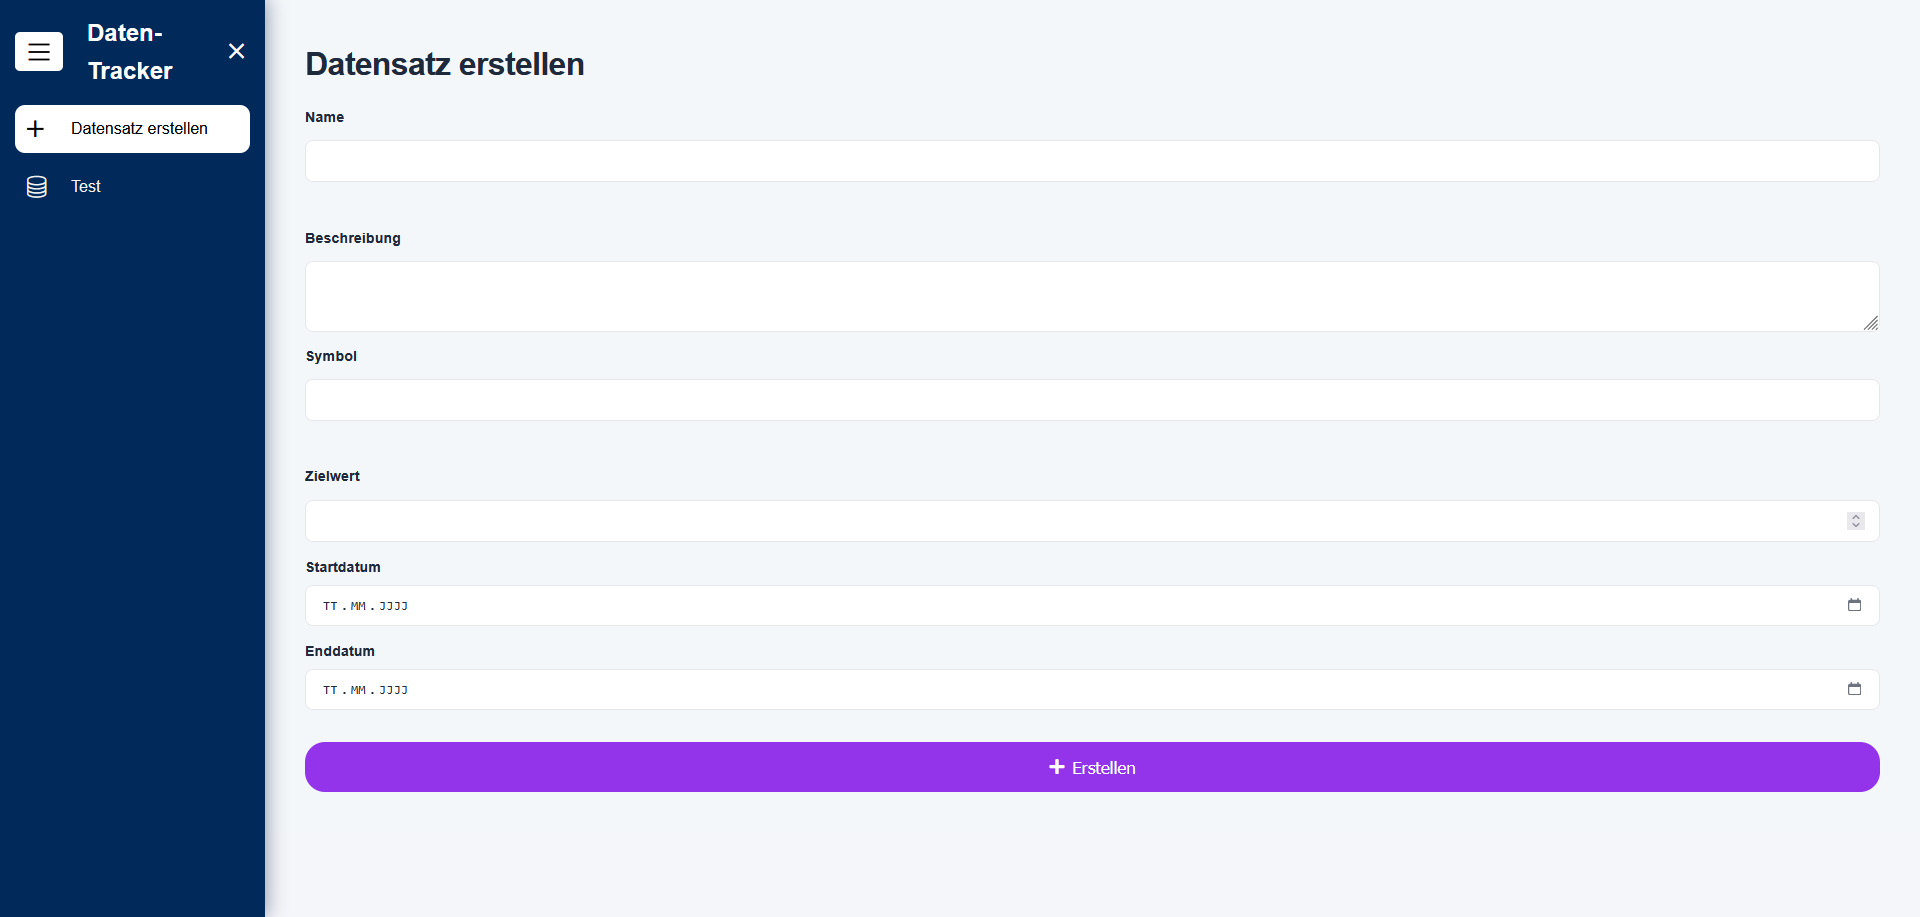 Daten-
Tracker
Datensatz erstellen
Test
Datensatz erstellen
Name
Beschreibung
Symbol
Zielwert
Startdatum
TT.MM.JJJJ
Enddatum
TT.MM.JJJJ
Erstellen